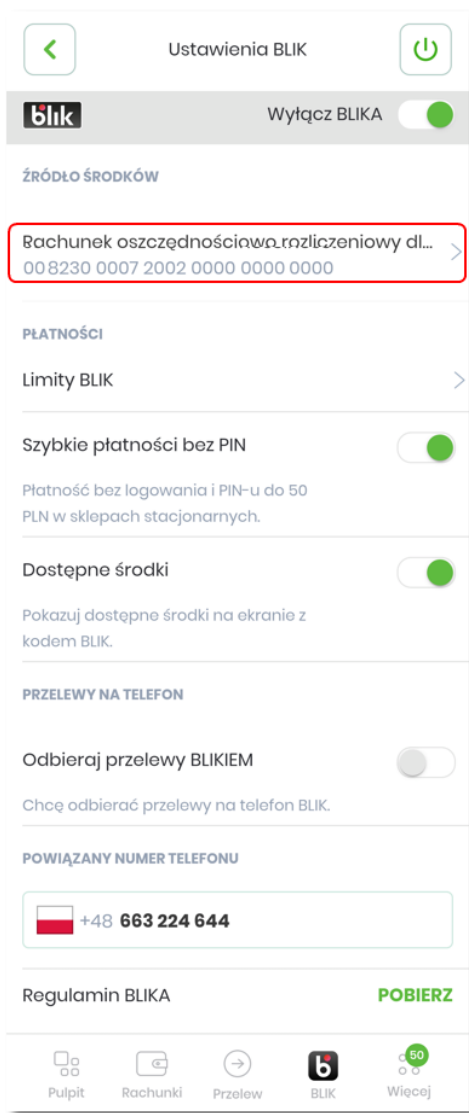 Ustawienia BLIK
blik
Wyłącz BLIKA
ŹRÓDŁO ŚRODKÓW
Rachunek oszczędnościowo rozliczeniowy dl...
00 8230 0007 2002 0000 0000 0000
PŁATNOŚCI
Limity BLIK
Szybkie płatności bez PIN
Płatność bez logowania i PIN-u do 50
PLN w sklepach stacjonarnych.
Dostępne środki
Pokazuj dostępne środki na ekranie z
kodem BLIK.
PRZELEWY NA TELEFON
Odbieraj przelewy BLIKIEM
Chcę odbierać przelewy na telefon BLIK.
POWIĄZANY NUMER TELEFONU
+48 663 224 644
Regulamin BLIKA
POBIERZ
50
Pulpit
Rachunki
Przelew
BLIK
Więcej